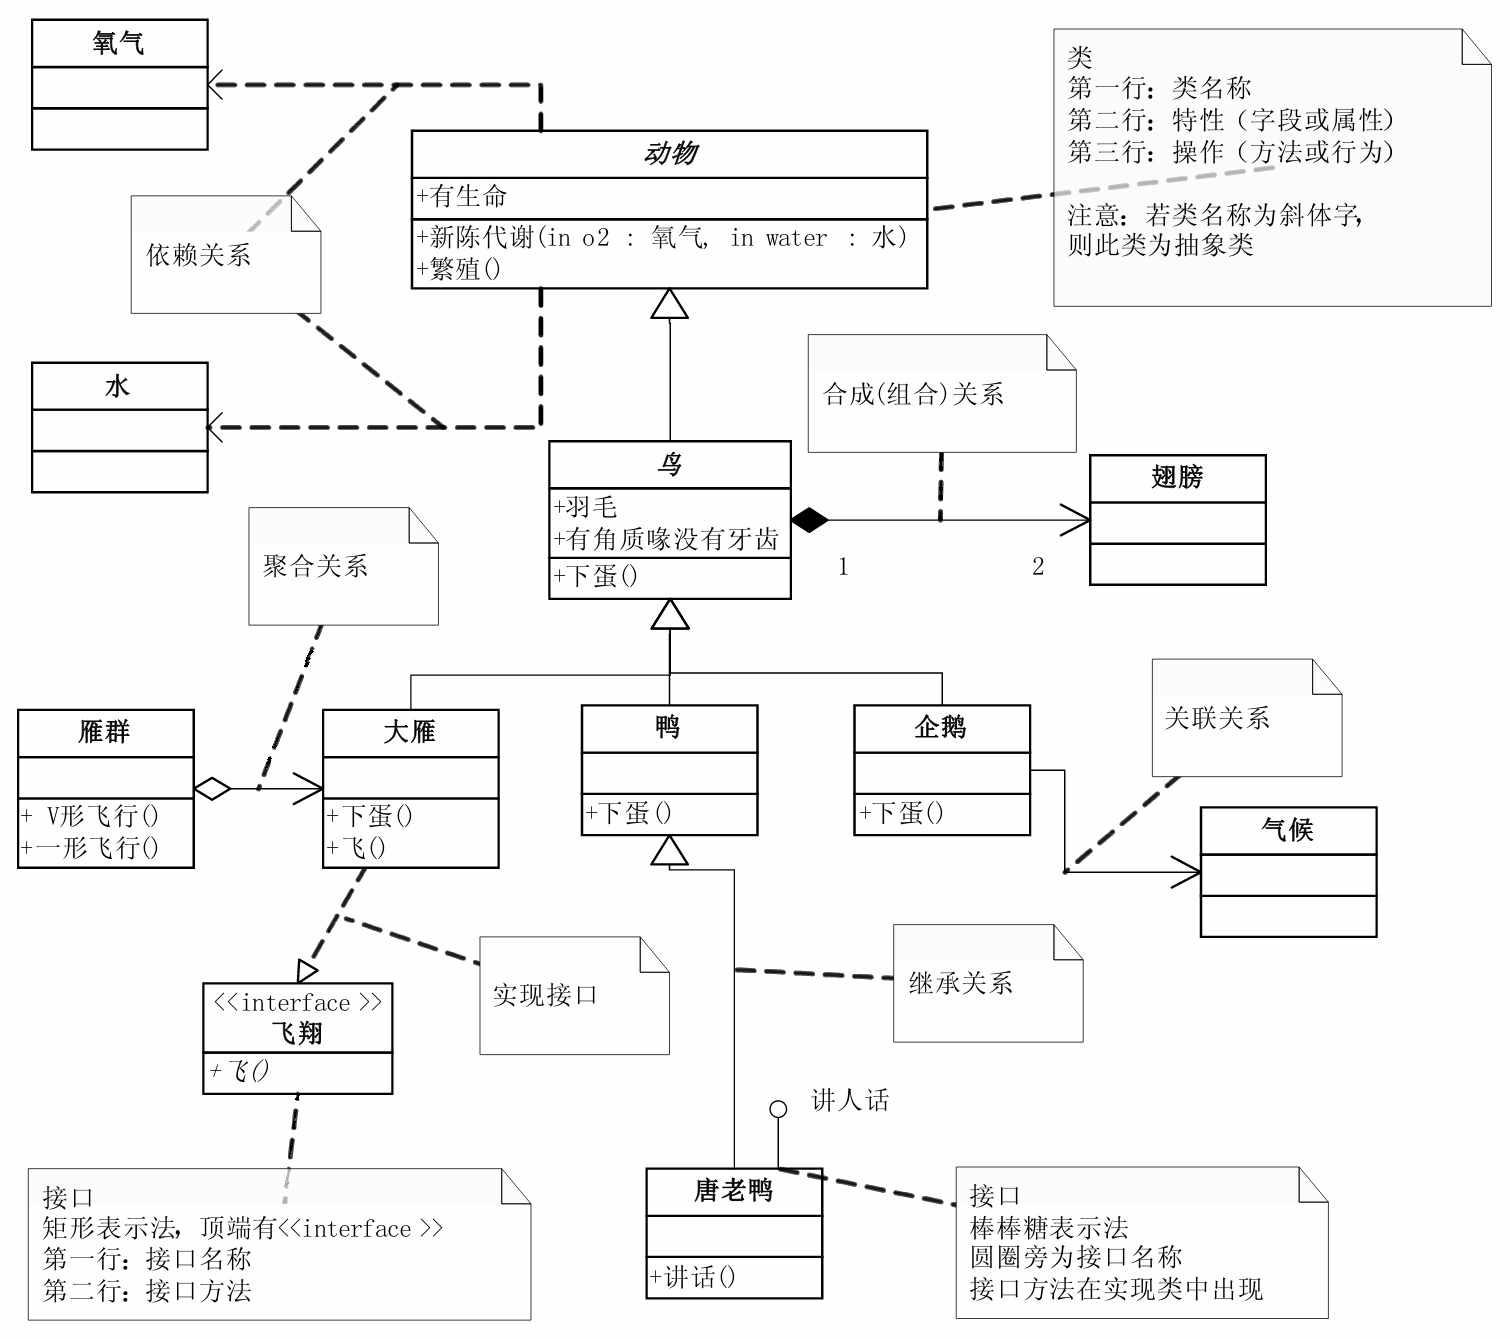 氧气
类
第一行：类名称
第二行：特性（字段或属性）
第三行：操作（方法或行为）
注意：若类名称为斜体字，
则此类为抽象类
动物
+有生命
+新陈代谢(in o2 : 氧气, in water : 水)
+繁殖()
依赖关系
水
合成(组合)关系
鸟
+羽毛
+有角质喙没有牙齿
+下蛋()
1
2
翅膀
聚合关系
雁群
+ V形飞行()
+一形飞行()
大雁
+下蛋()
+飞()
鸭
+下蛋()
企鹅
+下蛋()
关联关系
气候
实现接口
继承关系
<<interface >>
飞翔
+飞()
讲人话
唐老鸭
+讲话()
接口
矩形表示法，顶端有<<interface >>
第一行：接口名称
第二行：接口方法
接口
棒棒糖表示法
圆圈旁为接口名称
接口方法在实现类中出现